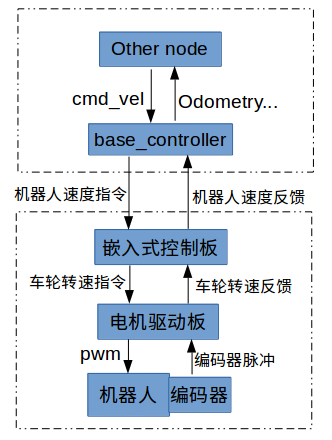 Other node
cmd_vel
Odometry...
base_controller
机器人速度指令
机器人速度反馈
嵌入式控制板
车轮转速指令
车轮转速反馈
电机驱动板
pwm
编码器脉冲
机器人
编码器